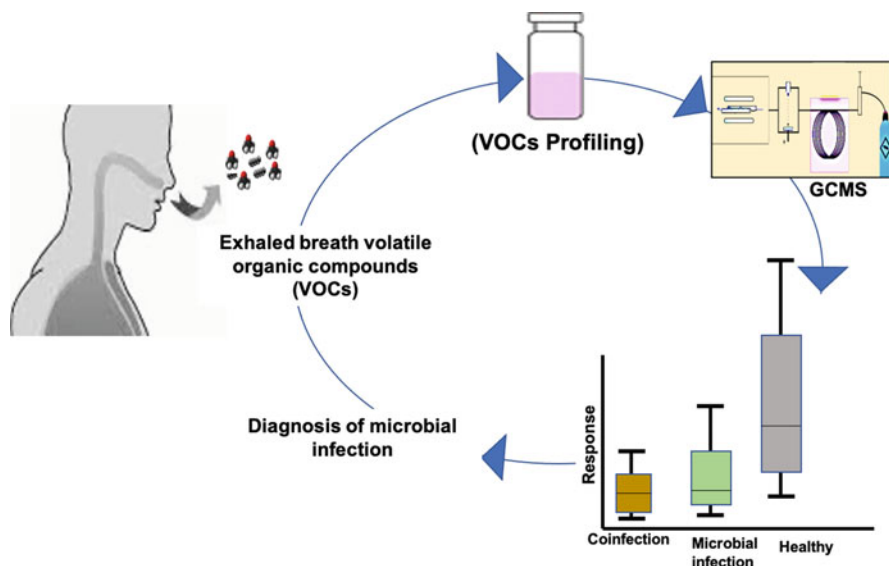 (VOCs Profiling)
GCMS
Exhaled breath volatile
organic compounds
(VOCs)
Diagnosis of microbial
infection
Response
Coinfection
Microbial
infection
Healthy